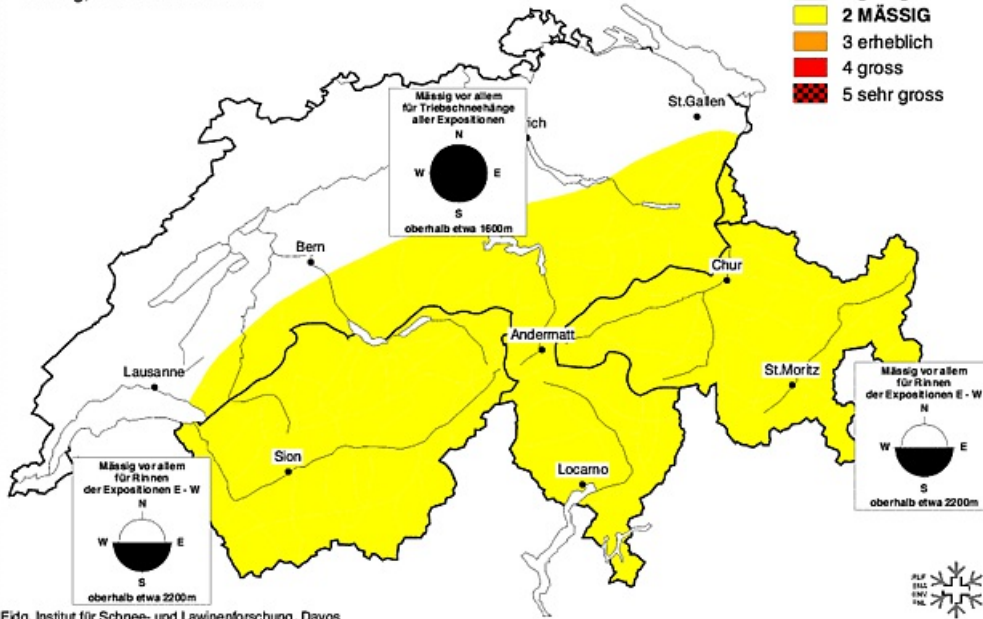 2 MÄSSIG
3 erheblich
4 gross
5 sehr gross
Mässig vor allem
für Triebschneehänge
aller Expositionen
N
W E
S
oberhalb etwa 1600m
St.Gallen
Bern
Chur
Andermatt
Lausanne
St.Moritz
Mässig vor allem
für Rinnen
der Expositionen E - W
N
W E
S
oberhalb etwa 2200m
Sion
Locarno
Mässig vor allem
für Rinnen
der Expositionen E - W
N
W E
S
oberhalb etwa 2200m
Eidg. Institut für Schnee- und Lawinenforschung, Davos